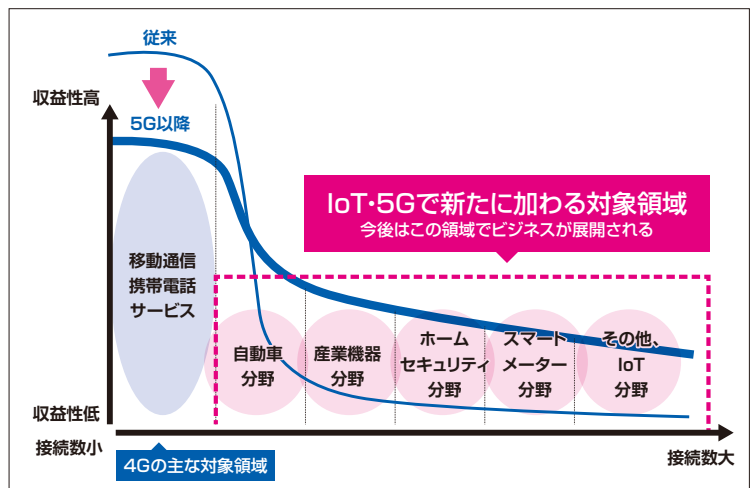 従来
収益性高
5G以降
IoT・5Gで新たに加わる対象領域
今後はこの領域でビジネスが展開される
移動通信
携帯電話
サービス
自動車
分野
産業機器
分野
ホーム
セキュリティ
分野
スマート
メーター
分野
その他、
IoT
分野
収益性低
接続数小
4Gの主な対象領域
接続数大